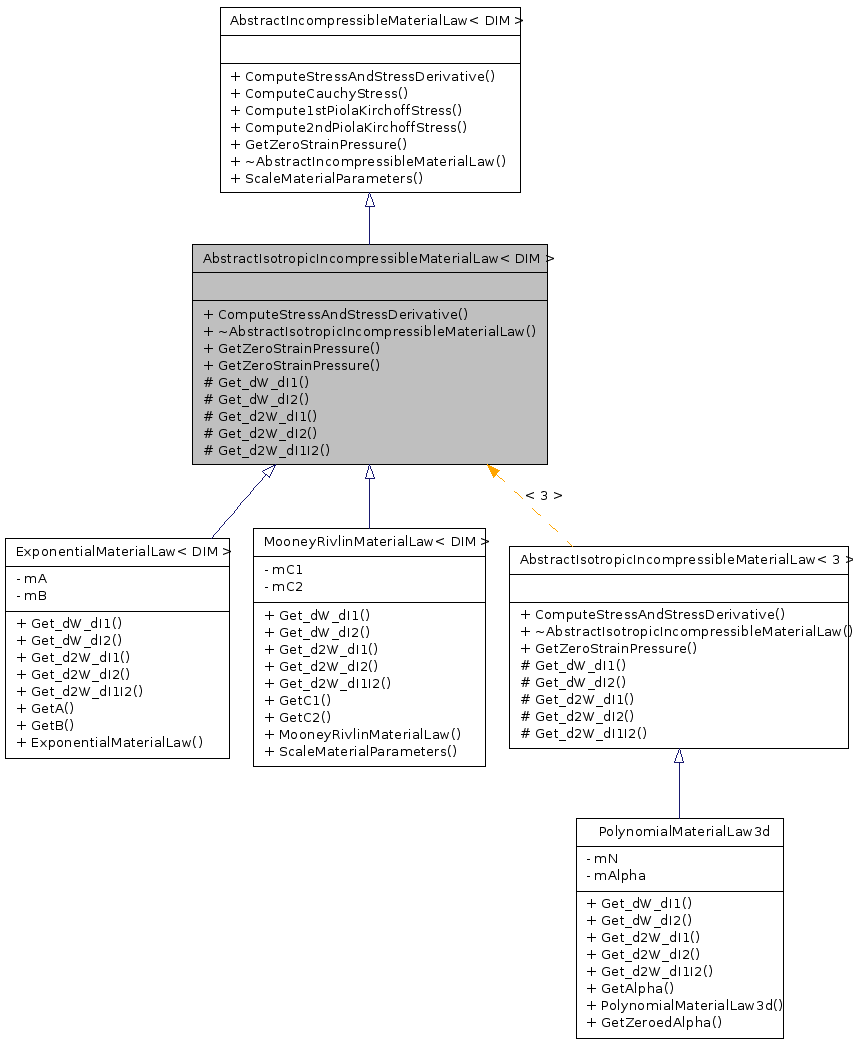 AbstractIncompressibleMaterialLaw< DIM >
+ ComputeStressAndStressDerivative()
+ ComputeCauchyStress()
+ Compute1stPiolaKirchoffStress()
+ Compute2ndPiolaKirchoffStress()
+ GetZeroStrainPressure()
+ ~AbstractIncompressibleMaterialLaw()
+ ScaleMaterialParameters()
AbstractIsotropicIncompressibleMaterialLaw< DIM >
+ ComputeStressAndStressDerivative()
+ ~AbstractIsotropicIncompressibleMaterialLaw()
+ GetZeroStrainPressure()
+ GetZeroStrainPressure()
# Get_dW_dI1()
# Get_dW_dI2()
# Get_d2W_dI1()
# Get_d2W_dI2()
# Get_d2W_dI1I2()
< 3 >
ExponentialMaterialLaw< DIM >
- mA
- mB
+ Get_dW_dI1()
+ Get_dW_dI2()
+ Get_d2W_dI1()
+ Get_d2W_dI2()
+ Get_d2W_dI1I2()
+ GetA()
+ GetB()
+ ExponentialMaterialLaw()
MooneyRivlinMaterialLaw< DIM >
- mC1
- mC2
+ Get_dW_dI1()
+ Get_dW_dI2()
+ Get_d2W_dI1()
+ Get_d2W_dI2()
+ Get_d2W_dI1I2()
+ GetC1()
+ GetC2()
+ MooneyRivlinMaterialLaw()
+ ScaleMaterialParameters()
AbstractIsotropicIncompressibleMaterialLaw< 3 >
+ ComputeStressAndStressDerivative()
+ ~AbstractIsotropicIncompressibleMaterialLaw()
+ GetZeroStrainPressure()
# Get_dW_dI1()
# Get_dW_dI2()
# Get_d2W_dI1()
# Get_d2W_dI2()
# Get_d2W_dI1I2()
PolynomialMaterialLaw3d
- mN
- mAlpha
+ Get_dW_dI1()
+ Get_dW_dI2()
+ Get_d2W_dI1()
+ Get_d2W_dI2()
+ Get_d2W_dI1I2()
+ GetAlpha()
+ PolynomialMaterialLaw3d()
+ GetZeroedAlpha()